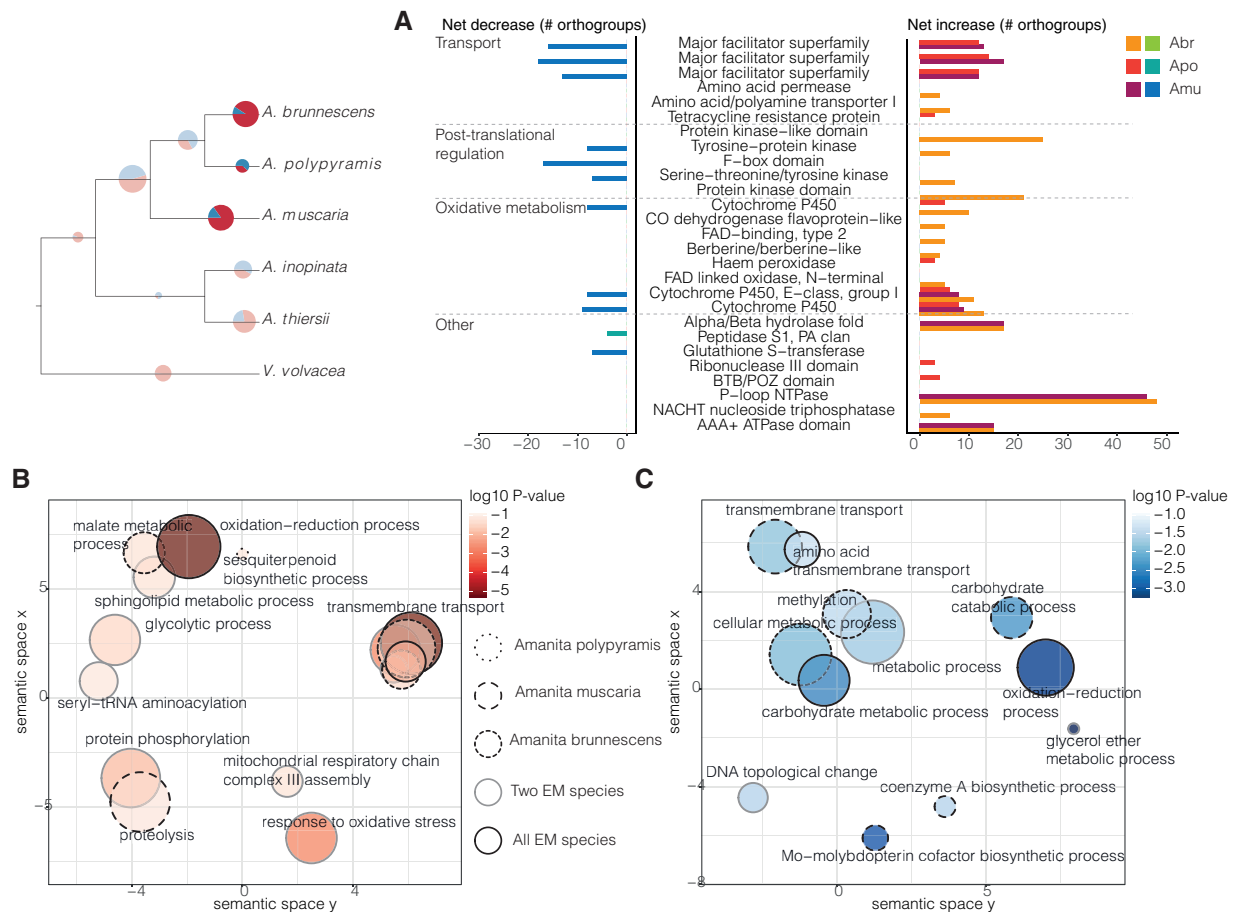 A
Net decrease (# orthogroups)
Net increase (# orthogroups)
Abr
Apo
Amu
A. brunnescens
A. polypyramis
A. muscaria
A. inopinata
A. thiersii
V. volvacea
Transport
Post-translational
regulation
Oxidative metabolism
Other
Major facilitator superfamily
Major facilitator superfamily
Major facilitator superfamily
Amino acid permease
Amino acid/polyamine transporter I
Tetracycline resistance protein
Protein kinase-like domain
Tyrosine-protein kinase
F-box domain
Serine-threonine/tyrosine kinase
Protein kinase domain
Cytochrome P450
CO dehydrogenase flavoprotein-like
FAD-binding, type 2
Berberine/berberine-like
Haem peroxidase
FAD linked oxidase, N-terminal
Cytochrome P450, E-class, group I
Cytochrome P450
Alpha/Beta hydrolase fold
Peptidase S1, PA clan
Glutathione S-transferase
Ribonuclease III domain
BTB/POZ domain
P-loop NTPase
NACHT nucleoside triphosphatase
AAA+ ATPase domain
−30 −20 −10 0
0 10 20 30 40 50
B
malate metabolic
process
oxidation-reduction process
sesquiterpenoid
biosynthetic process
sphingolipid metabolic process
glycolytic process
transmembrane transport
seryl-tRNA aminoacylation
protein phosphorylation
mitochondrial respiratory chain
complex III assembly
proteolysis
response to oxidative stress
semantic space x
5
0
−5
−4 0 4
semantic space y
log10 P-value
−1
−2
−3
−4
−5
Amanita polypyramis
Amanita muscaria
Amanita brunnescens
Two EM species
All EM species
C
transmembrane transport
amino acid
transmembrane transport
methylation
carbohydrate
catabolic process
cellular metabolic process
metabolic process
oxidation-reduction
process
carbohydrate metabolic process
glycerol ether
metabolic process
DNA topological change
coenzyme A biosynthetic process
Mo-molybdopterin cofactor biosynthetic process
semantic space x
4
0
−4
−8
0 5
semantic space y
log10 P-value
−1.0
−1.5
−2.0
−2.5
−3.0